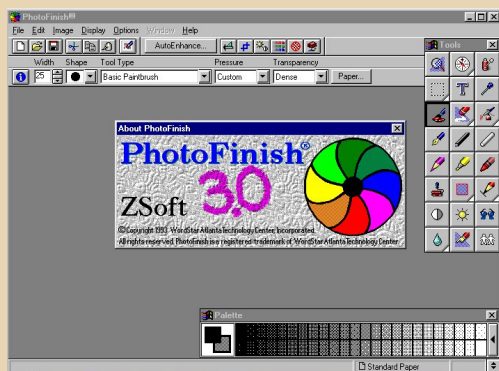 PhotoFinish®
File Edit Image Display Options Window Help
AutoEnhance...
Width Shape Tool Type Pressure Transparency
25 Basic Paintbrush Custom Dense Paper...
Tools
T
About PhotoFinish
PhotoFinish®
ZSoft 3.0
©Copyright 1993 WordStar Atlanta Technology Center, Incorporated.
All rights reserved. PhotoFinish is a registered trademark of WordStar Atlanta Technology Center.
Palette
Standard Paper